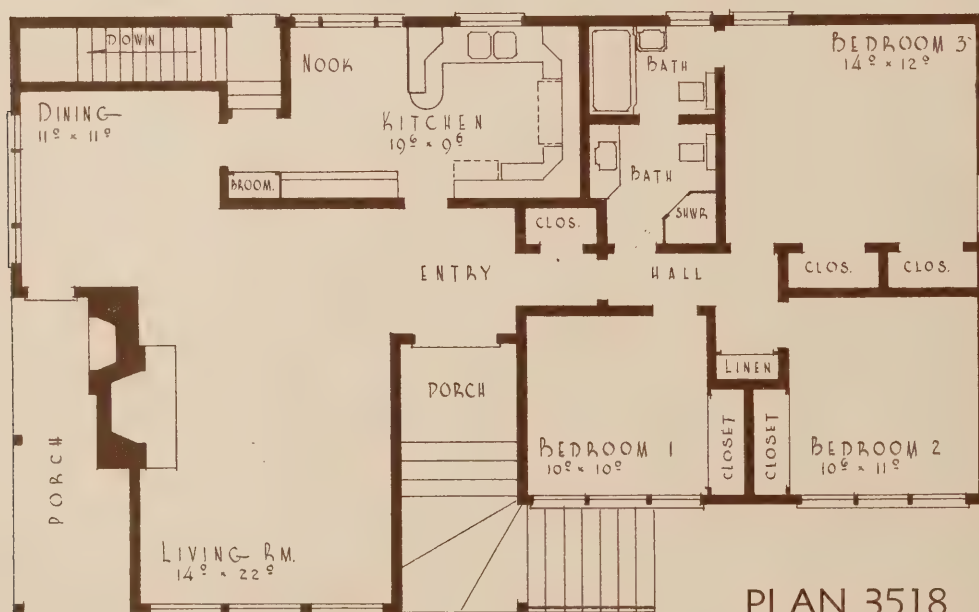 DOWN
NOOK
BATH
BEDROOM 3
14⁰ × 12⁰
DINING
11⁰ × 11⁰
KITCHEN
19⁶ × 9⁶
BATH
BROOM.
SHWR
CLOS.
ENTRY
HALL
CLOS.
CLOS.
LINEN
PORCH
PORCH
BEDROOM 1
10⁰ × 10⁰
CLOSET
CLOSET
BEDROOM 2
10⁶ × 11⁰
LIVING RM.
14⁰ × 22⁰
PLAN 3518